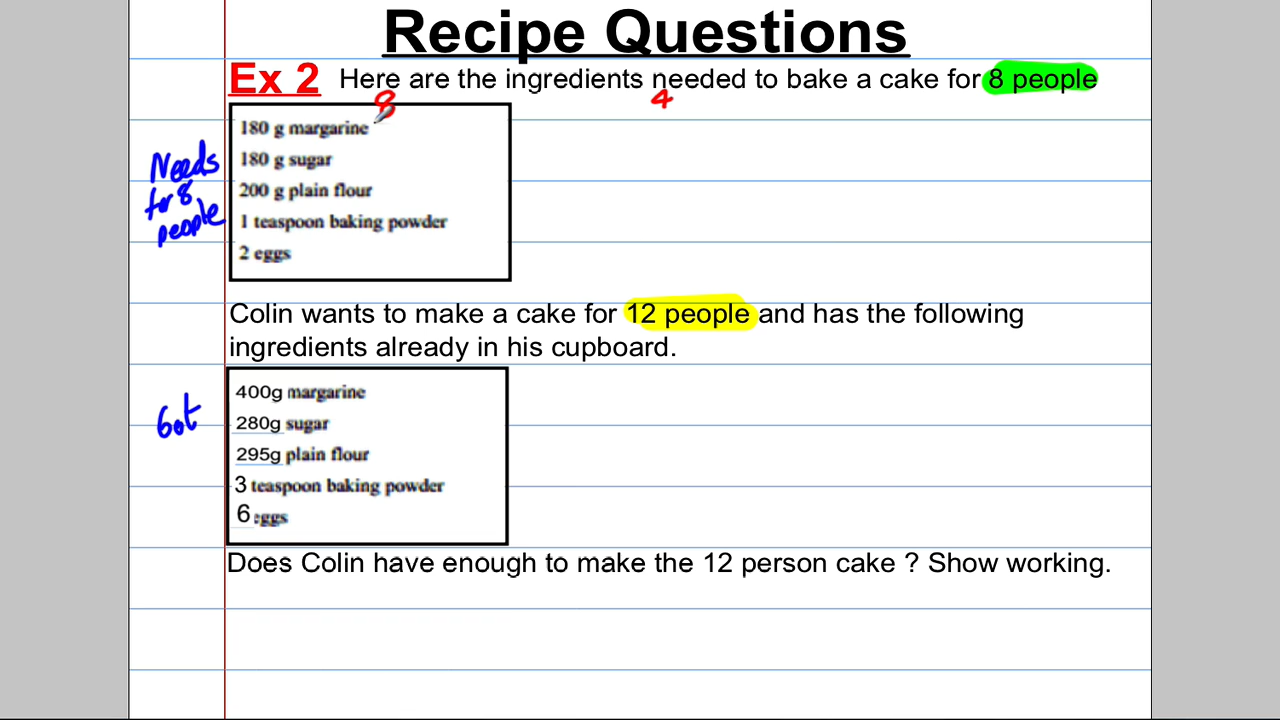 Recipe Questions
Ex 2 Here are the ingredients needed to bake a cake for 8 people
8 4
180 g margarine
180 g sugar
200 g plain flour
1 teaspoon baking powder
2 eggs
Needs
for 8
people
Colin wants to make a cake for 12 people and has the following
ingredients already in his cupboard.
400g margarine
280g sugar
295g plain flour
3 teaspoon baking powder
6 eggs
Got
Does Colin have enough to make the 12 person cake ? Show working.